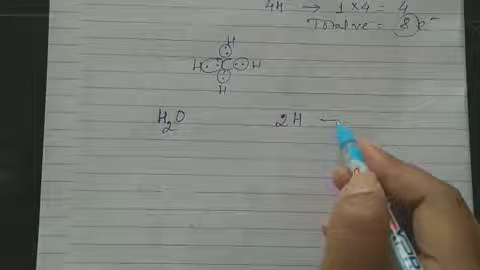 4H → 1 × 4 = 4
Total ve = 8 e⁻
H
H C H
H
H₂O 2H →